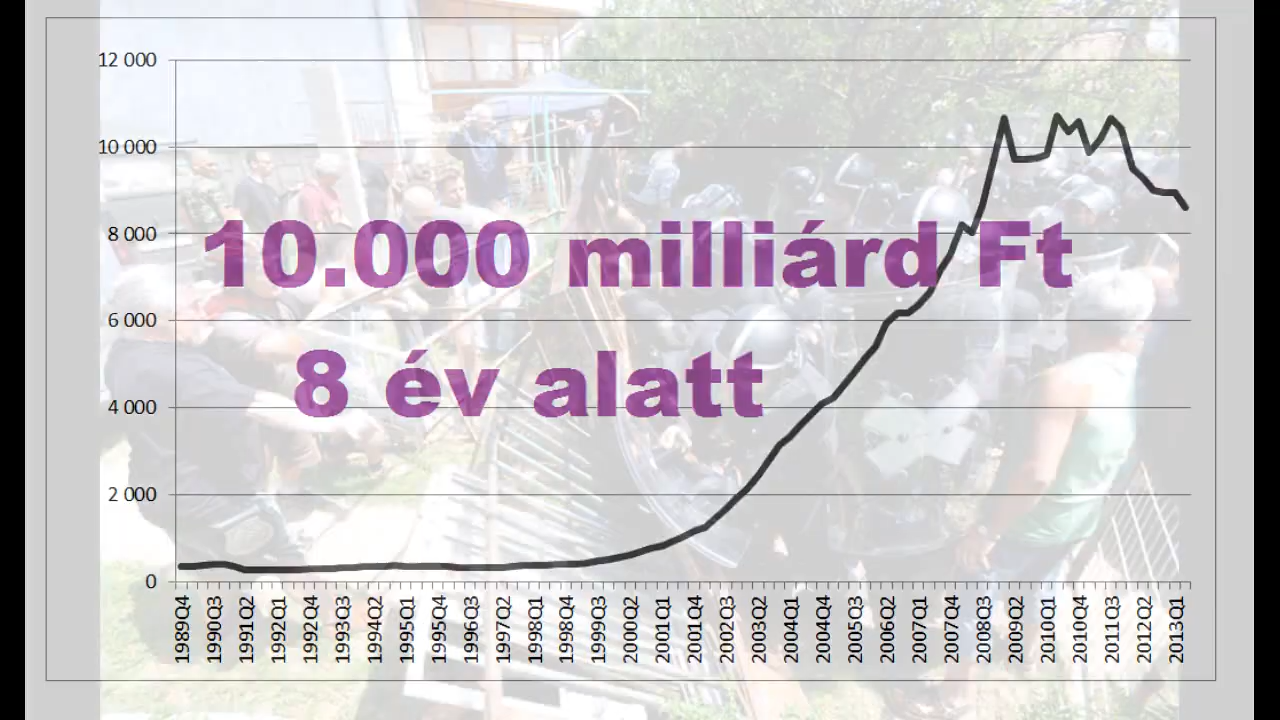 12 000
10 000
8 000
6 000
4 000
2 000
0
10.000 milliárd Ft
8 év alatt
1989Q4
1990Q3
1991Q2
1992Q1
1992Q4
1993Q3
1994Q2
1995Q1
1995Q4
1996Q3
1997Q2
1998Q1
1998Q4
1999Q3
2000Q2
2001Q1
2001Q4
2002Q3
2003Q2
2004Q1
2004Q4
2005Q3
2006Q2
2007Q1
2007Q4
2008Q3
2009Q2
2010Q1
2010Q4
2011Q3
2012Q2
2013Q1